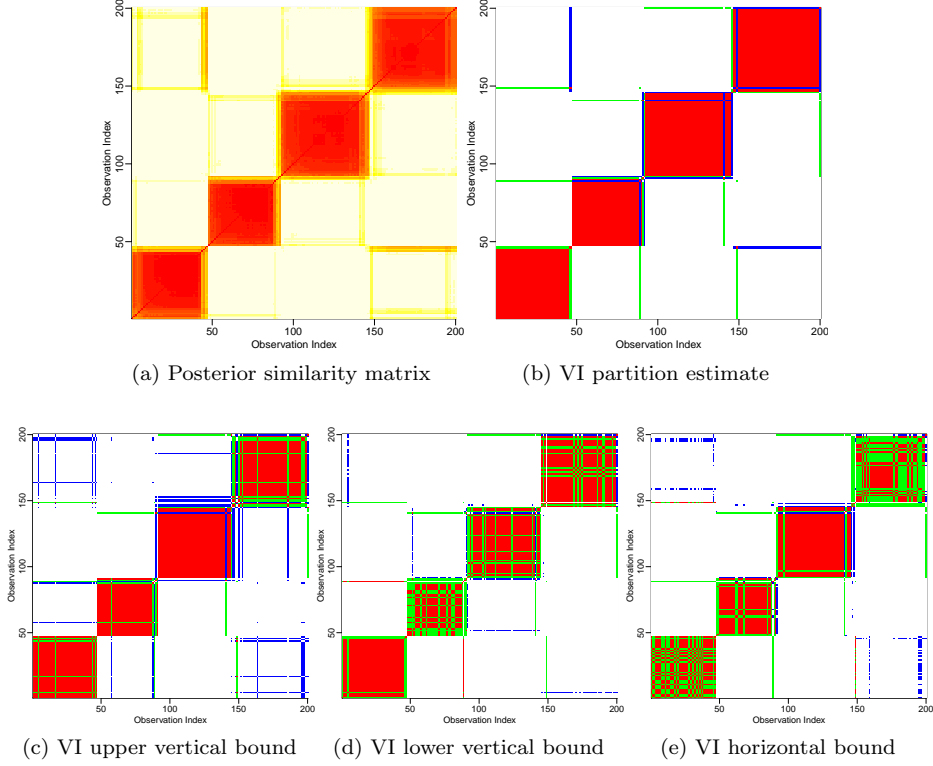 200
150
100
50
Observation Index
50 100 150 200
Observation Index
200
150
100
50
Observation Index
50 100 150 200
Observation Index
(a) Posterior similarity matrix
(b) VI partition estimate
200
150
100
50
Observation Index
50 100 150 200
Observation Index
200
150
100
50
Observation Index
50 100 150 200
Observation Index
200
150
100
50
Observation Index
50 100 150 200
Observation Index
(c) VI upper vertical bound
(d) VI lower vertical bound
(e) VI horizontal bound